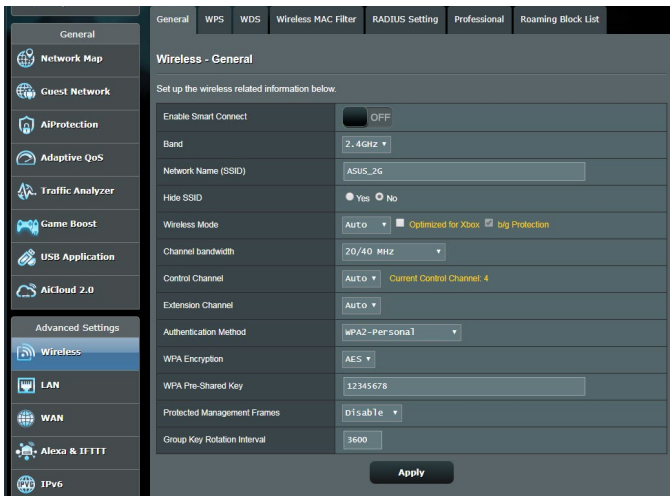 General
Network Map
Guest Network
AiProtection
Adaptive QoS
Traffic Analyzer
Game Boost
USB Application
AiCloud 2.0
Advanced Settings
Wireless
LAN
WAN
Alexa & IFTTT
IPv6
General WPS WDS Wireless MAC Filter RADIUS Setting Professional Roaming Block List
Wireless - General
Set up the wireless related information below.
Enable Smart Connect OFF
Band 2.4GHz
Network Name (SSID) ASUS_2G
Hide SSID Yes No
Wireless Mode Auto Optimized for Xbox b/g Protection
Channel bandwidth 20/40 MHz
Control Channel Auto Current Control Channel: 4
Extension Channel Auto
Authentication Method WPA2-Personal
WPA Encryption AES
WPA Pre-Shared Key 12345678
Protected Management Frames Disable
Group Key Rotation Interval 3600
Apply